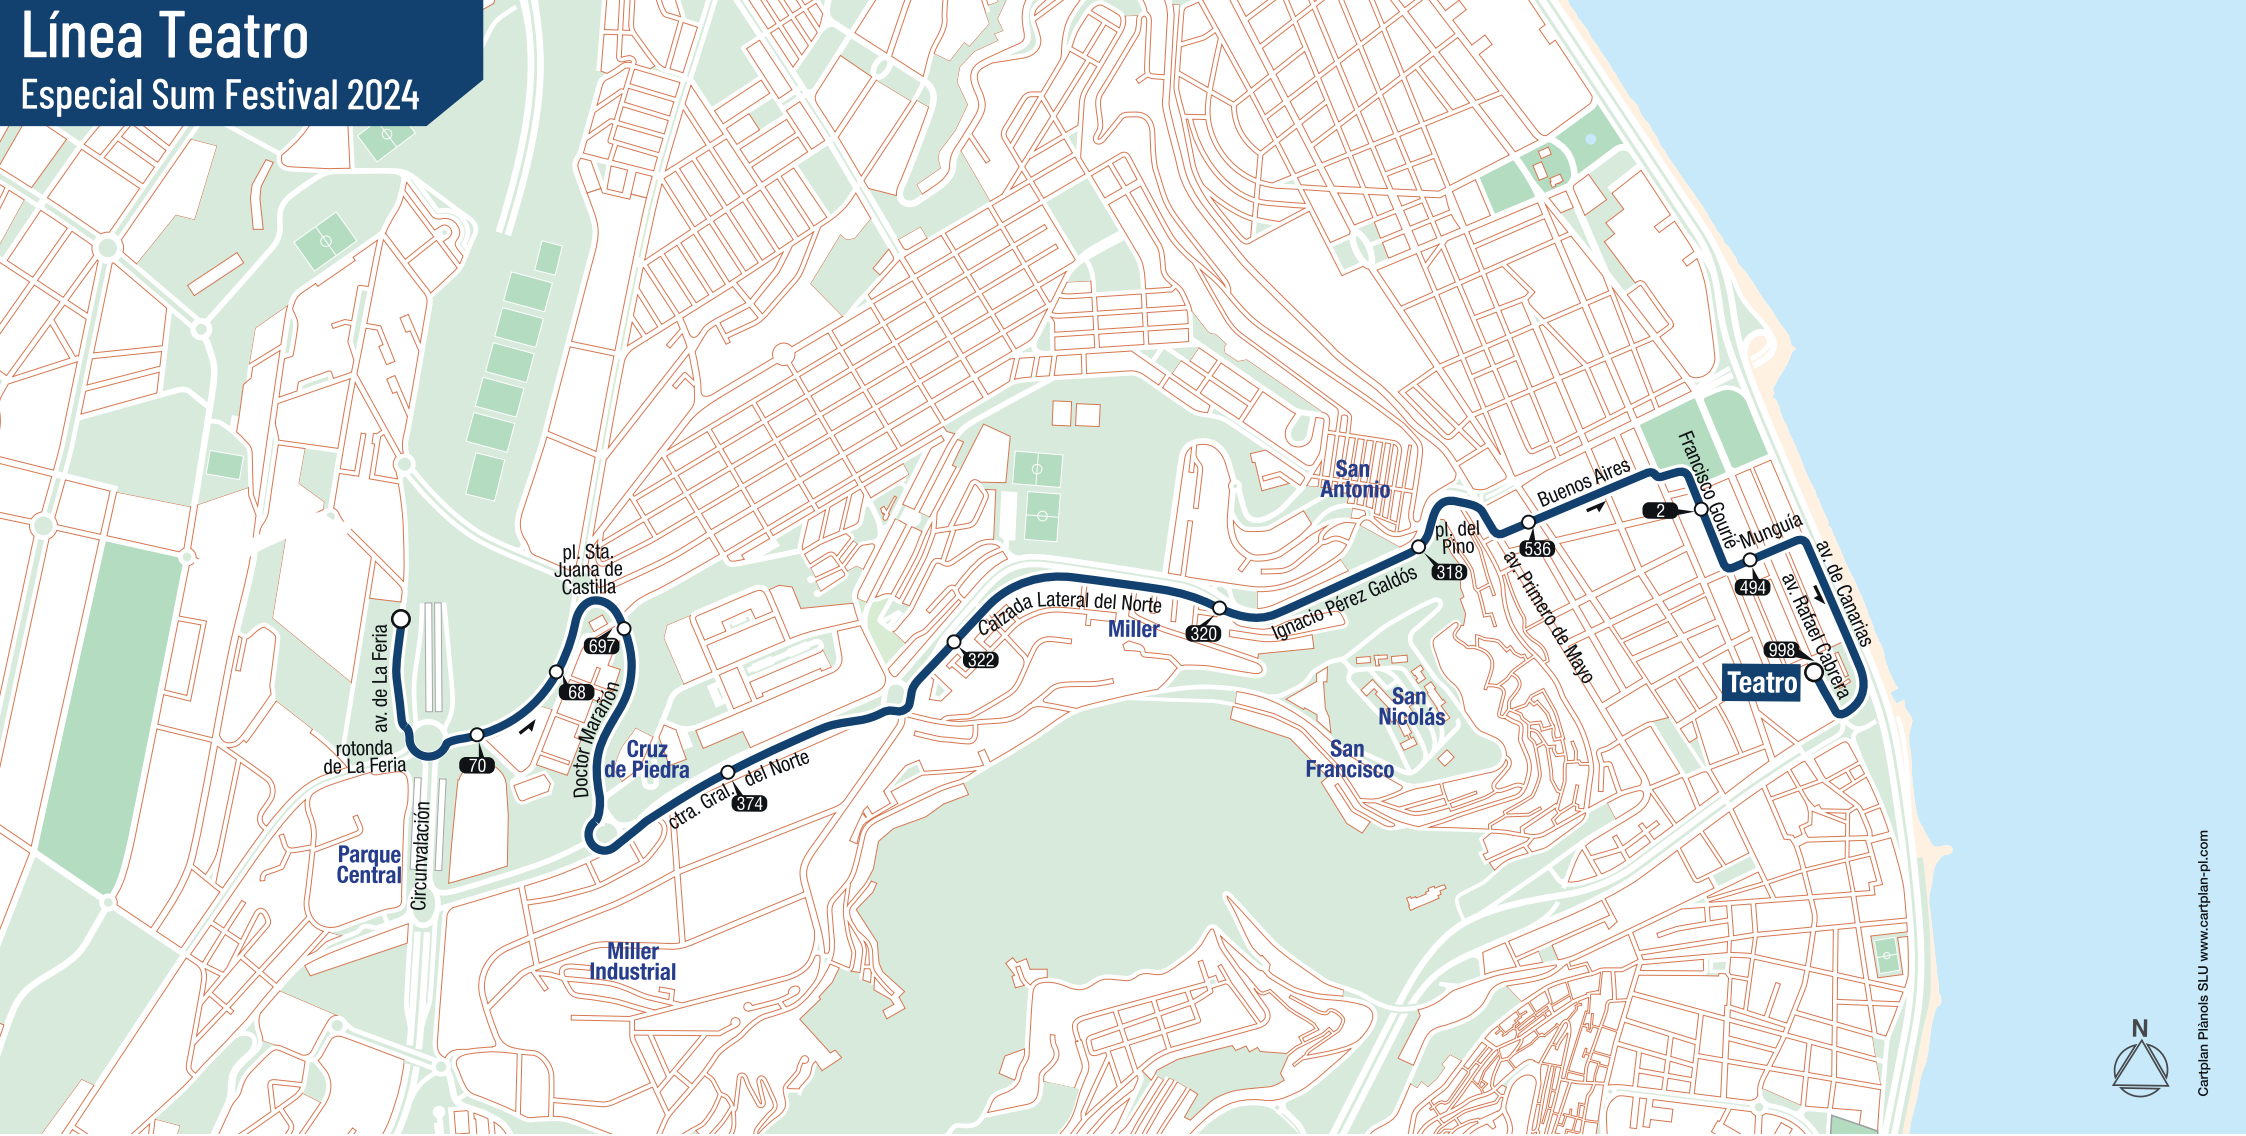 Línea Teatro
Especial Sum Festival 2024
San
Antonio
Buenos Aires
Francisco Gourié
2
Munguía
pl. del
Pino
536
318
494
av. de Canarias
av. Rafael Cabrera
av. Primero de Mayo
998
Teatro
pl. Sta.
Juana de
Castilla
697
68
av. de La Feria
rotonda
de La Feria
70
Doctor Marañón
Cruz
de Piedra
ctra. Gral. del Norte
374
322
Calzada Lateral del Norte
Miller
320
Ignacio Pérez Galdós
San
Nicolás
San
Francisco
Circunvalación
Parque
Central
Miller
Industrial
N
Cartplan Plànols SLU www.cartplan-pl.com